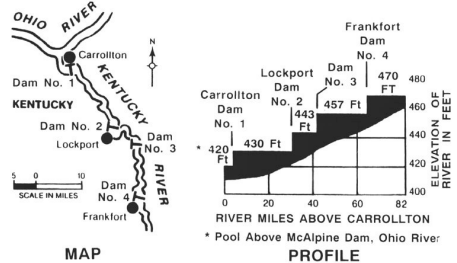 OHIO RIVER
Carrollton
Dam
No. 1
KENTUCKY
KENTUCKY
RIVER
Dam No. 2
Lockport
Dam
No. 3
Dam
No. 4
Frankfort
N
5 0 10
SCALE IN MILES
MAP
Carrollton
Dam
No. 1
Lockport
Dam
No. 2
Dam
No. 3
Frankfort
Dam
No. 4
* 420
Ft
430 Ft
443
Ft
457 Ft
470
FT
480
460
440
420
400
ELEVATION OF
RIVER IN FEET
0 20 40 60 82
RIVER MILES ABOVE CARROLLTON
* Pool Above McAlpine Dam, Ohio River
PROFILE